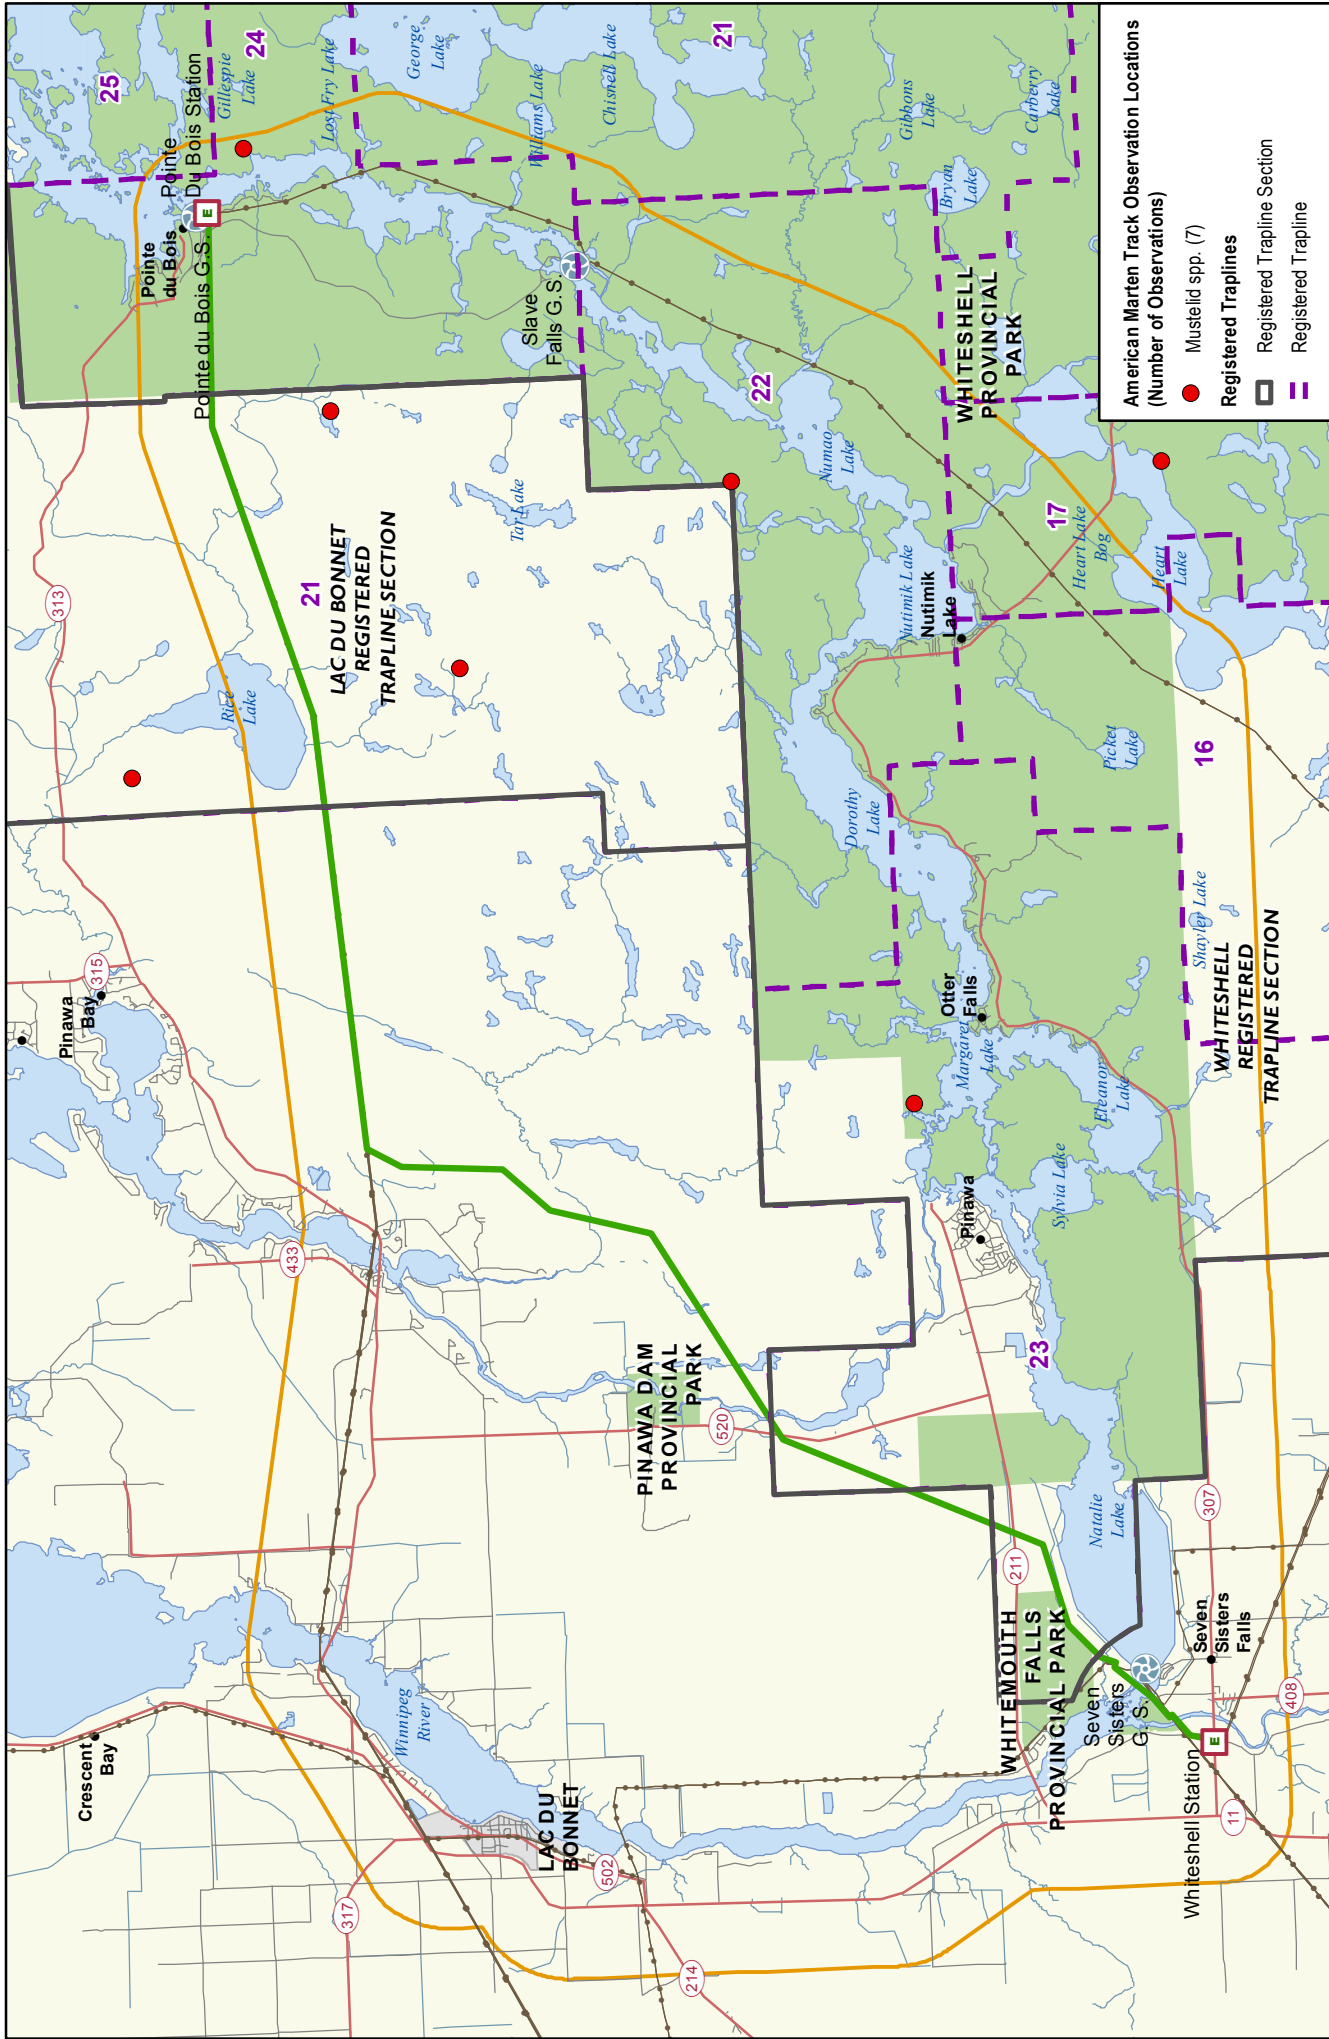 25
24
21
Gillespie
Lake
Lost Fry Lake
George
Lake
Williams Lake
Chisnell Lake
Gibbons
Lake
Carberry
Lake
Bryan
Lake
Pointe
Du Bois Station
Pointe
du Bois
Pointe du Bois G.S.
Slave
Falls G.S.
22
WHITESHELL
PROVINCIAL
PARK
Numao
Lake
Tar Lake
313
21
LAC DU BONNET
REGISTERED
TRAPLINE SECTION
Rice
Lake
Nutimik Lake
Nutimik
Lake
17
Heart Lake
Bog
Heart
Lake
Dorothy
Lake
Picket
Lake
16
Shayler Lake
WHITESHELL
REGISTERED
TRAPLINE SECTION
315
Pinawa
Bay
Otter
Falls
Margaret
Lake
Eleanor
Lake
Sylvia Lake
Pinawa
433
23
PINAWA DAM
PROVINCIAL
PARK
520
Natalie
Lake
307
211
WHITEMOUTH
FALLS
PROVINCIAL PARK
Seven
Sisters
G.S.
Seven
Sisters
Falls
408
Crescent
Bay
Winnipeg
River
LAC DU
BONNET
502
317
214
Whiteshell Station
11
E
E
American Marten Track Observation Locations
(Number of Observations)
Mustelid spp. (7)
Registered Traplines
Registered Trapline Section
Registered Trapline